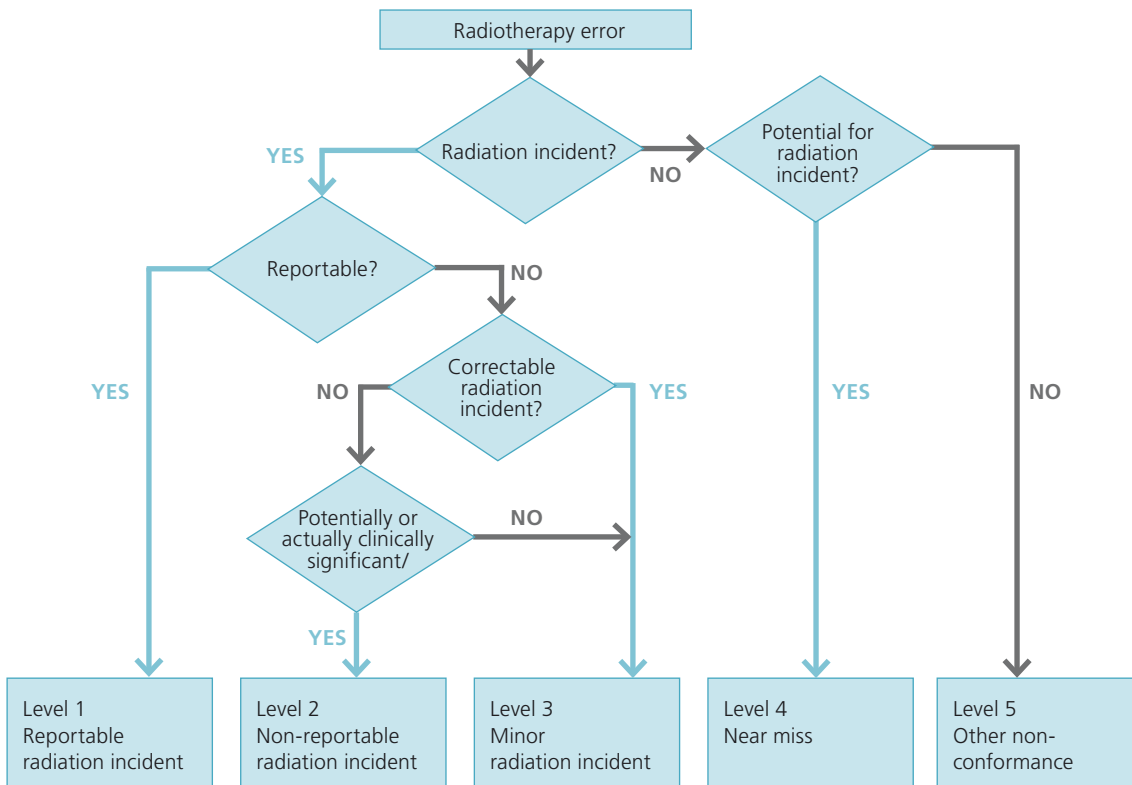 Radiotherapy error
Radiation incident?
YES
NO
Potential for
radiation
incident?
Reportable?
NO
YES
Correctable
radiation
incident?
NO
YES
YES
NO
Potentially or
actually clinically
significant/
NO
YES
Level 1
Reportable
radiation incident
Level 2
Non-reportable
radiation incident
Level 3
Minor
radiation incident
Level 4
Near miss
Level 5
Other non-
conformance